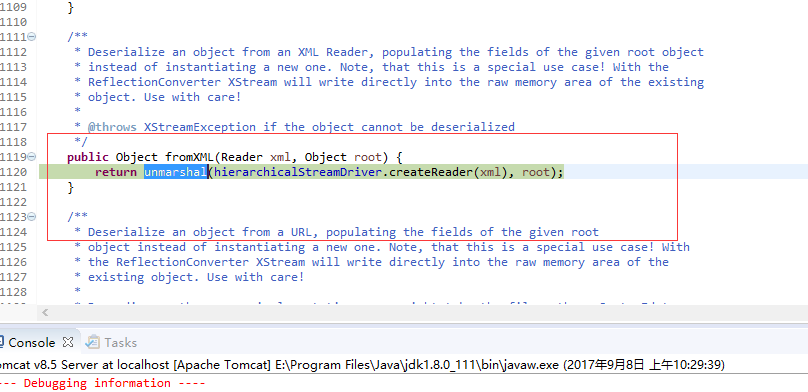 1109 }
1110
1111 /**
1112 * Deserialize an object from an XML Reader, populating the fields of the given root object
1113 * instead of instantiating a new one. Note, that this is a special use case! With the
1114 * ReflectionConverter XStream will write directly into the raw memory area of the existing
1115 * object. Use with care!
1116 *
1117 * @throws XStreamException if the object cannot be deserialized
1118 */
1119 public Object fromXML(Reader xml, Object root) {
1120 return unmarshal(hierarchicalStreamDriver.createReader(xml), root);
1121 }
1122
1123 /**
1124 * Deserialize an object from a URL, populating the fields of the given root
1125 * object instead of instantiating a new one. Note, that this is a special use case! With
1126 * the ReflectionConverter XStream will write directly into the raw memory area of the
1127 * existing object. Use with care!
1128 *
Console Tasks
omcat v8.5 Server at localhost [Apache Tomcat] E:\Program Files\Java\jdk1.8.0_111\bin\javaw.exe (2017年9月8日 上午10:29:39)
--- Debugging information ----